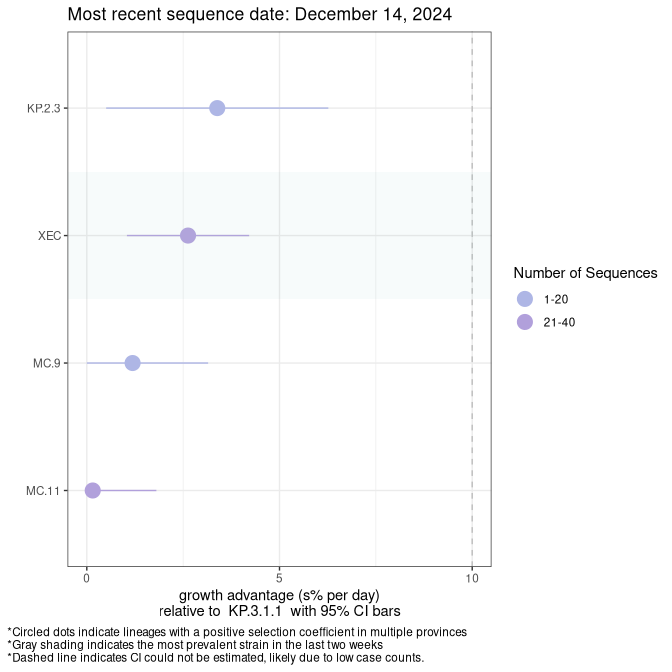 Most recent sequence date: December 14, 2024
KP.2.3
XEC
MC.9
MC.11
0 5 10
growth advantage (s% per day)
relative to KP.3.1.1 with 95% CI bars
Number of Sequences
1-20
21-40
*Circled dots indicate lineages with a positive selection coefficient in multiple provinces
*Gray shading indicates the most prevalent strain in the last two weeks
*Dashed line indicates CI could not be estimated, likely due to low case counts.